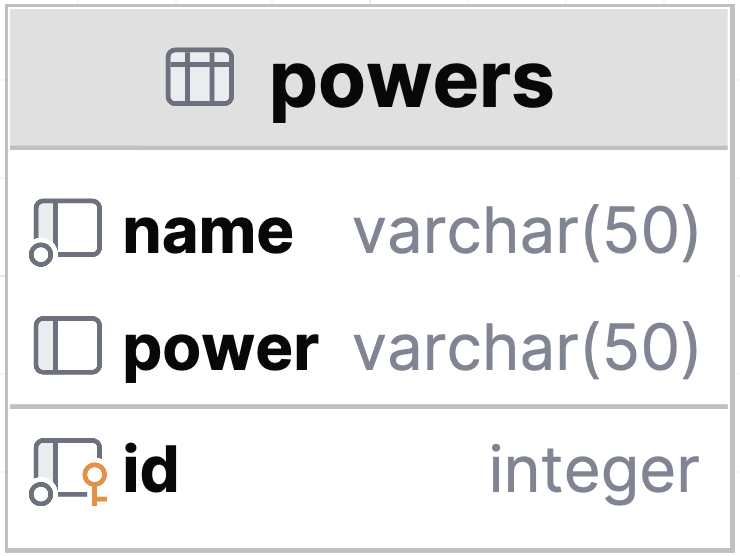 powers
name varchar(50)
power varchar(50)
id integer